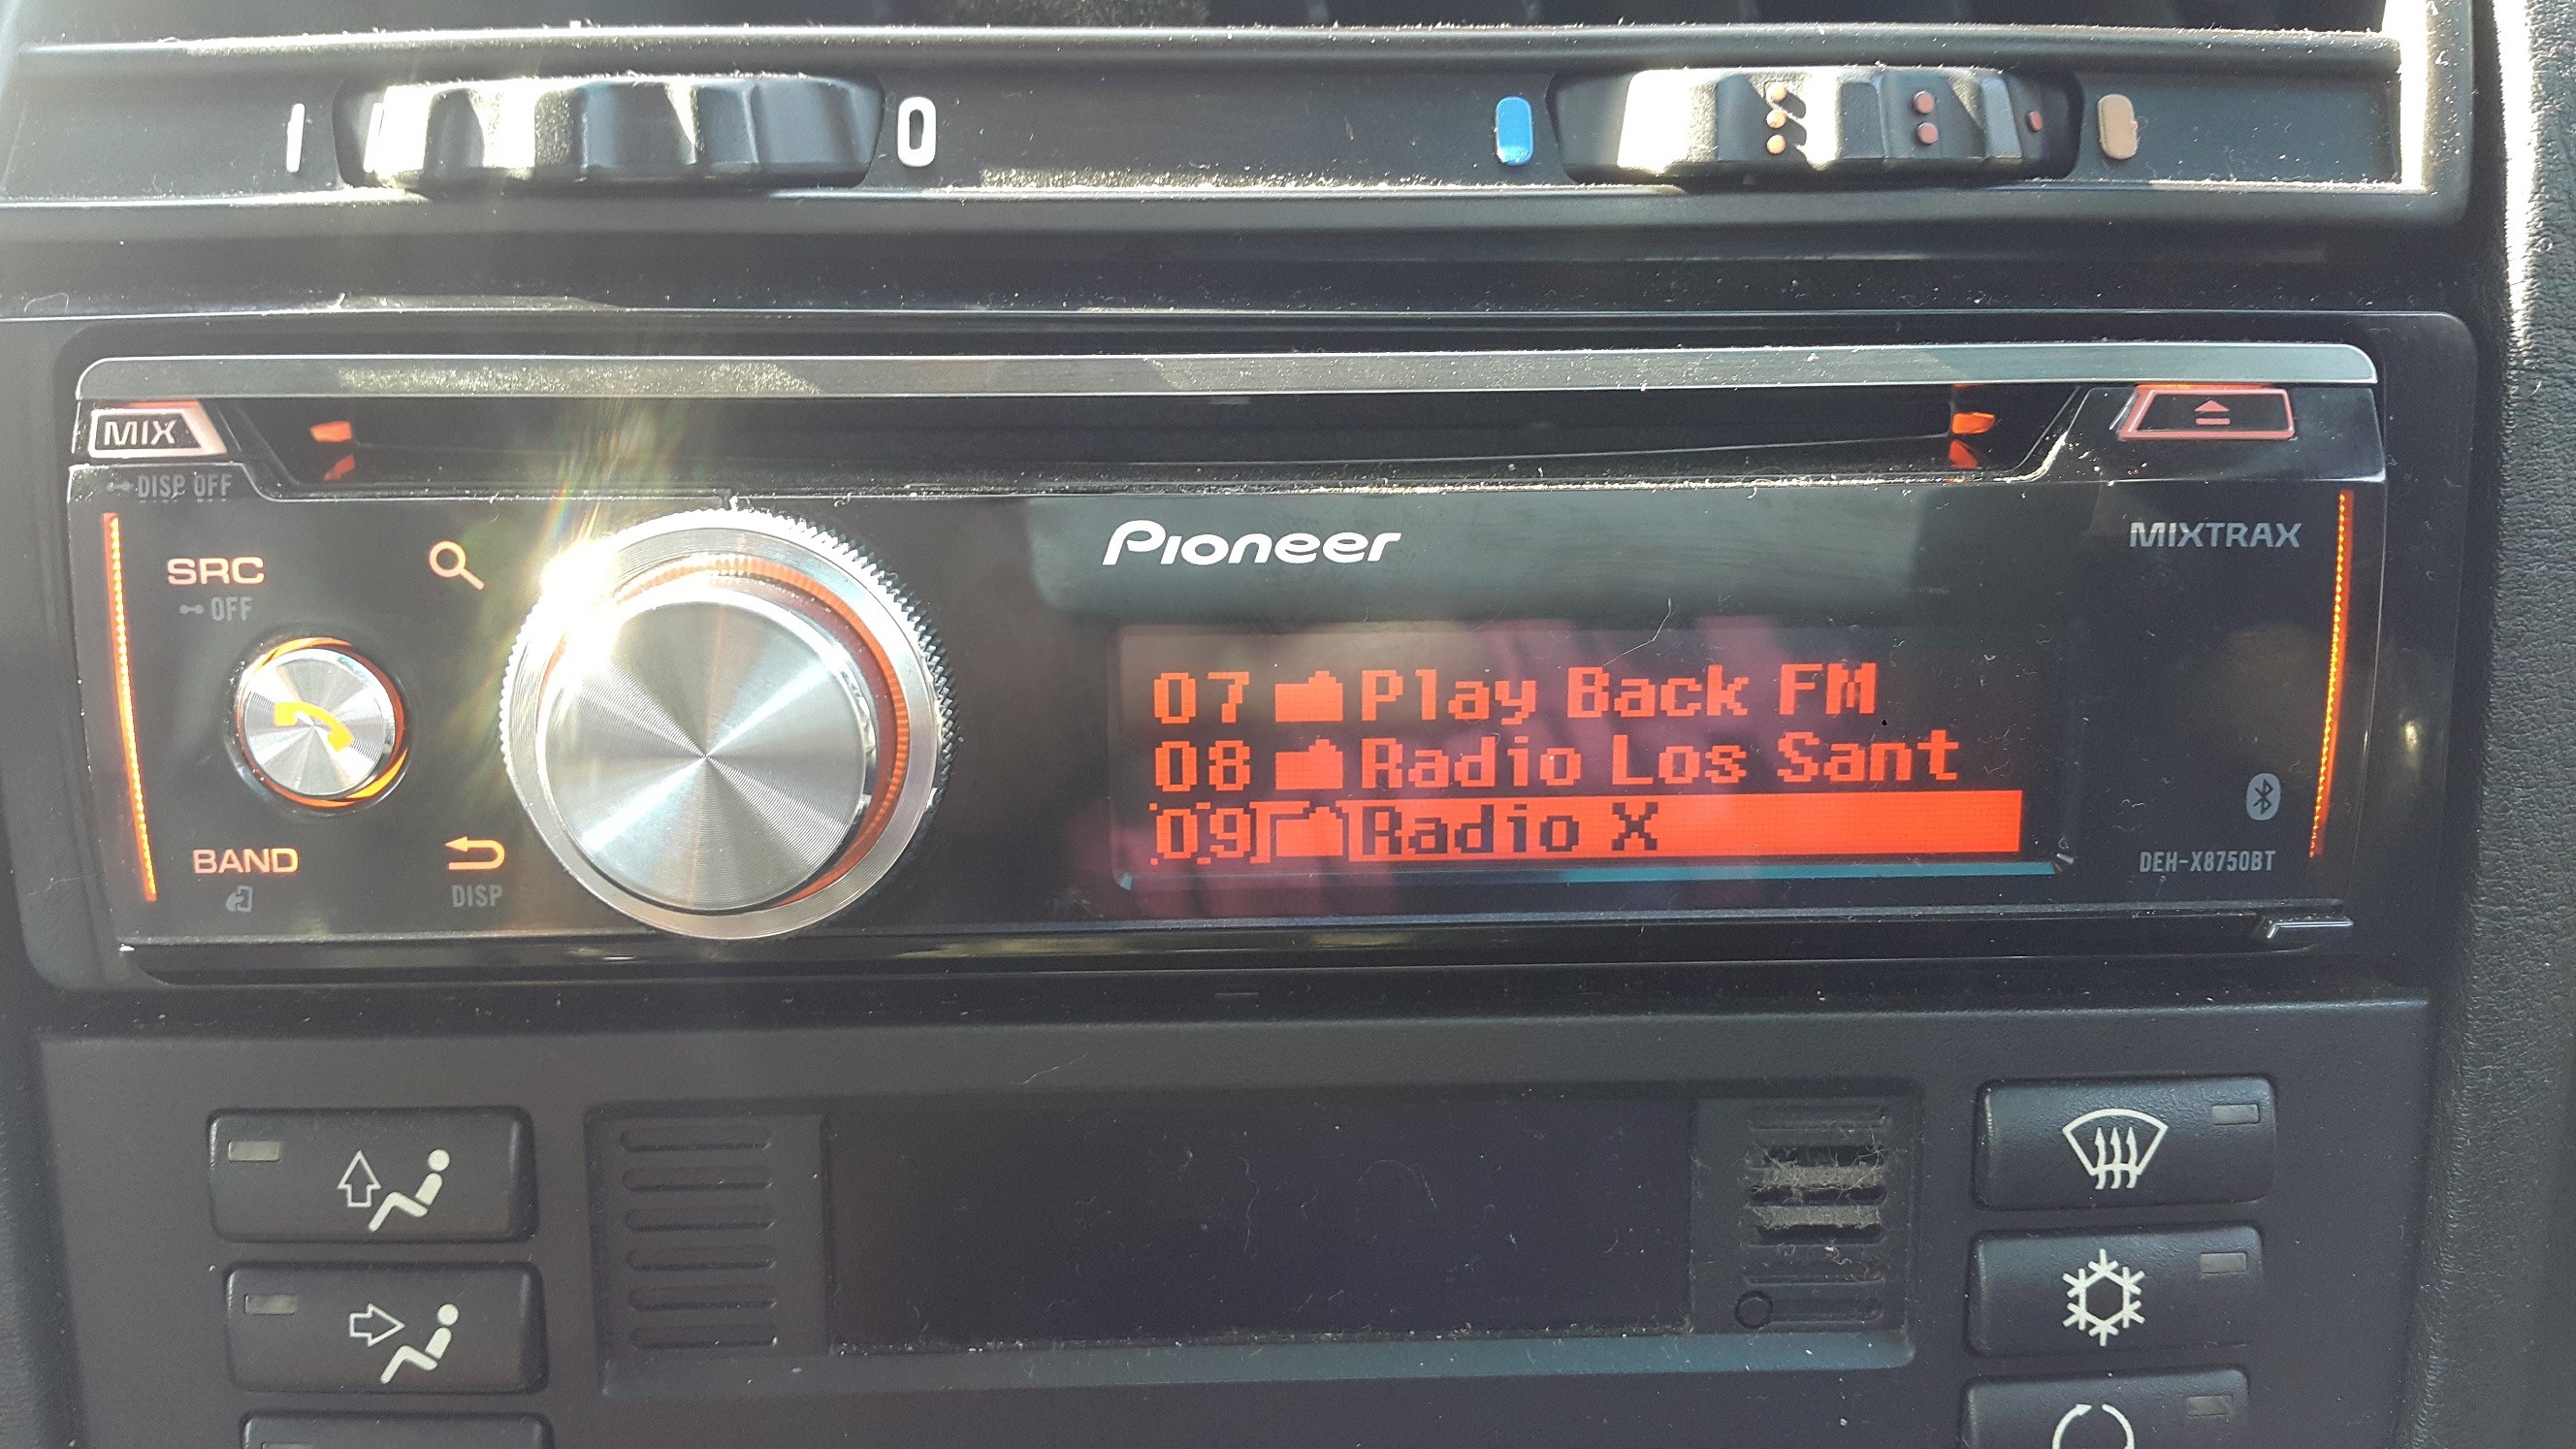 I 0
MIX
DISP OFF
Pioneer
MIXTRAX
SRC
OFF
07 Play Back FM
08 Radio Los Sant
09 Radio X
BAND
DISP
DEH-X8750BT